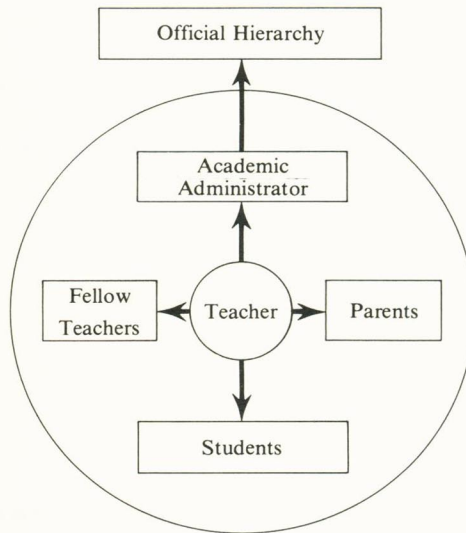 Official Hierarchy
Academic
Administrator
Fellow
Teachers
Teacher
Parents
Students